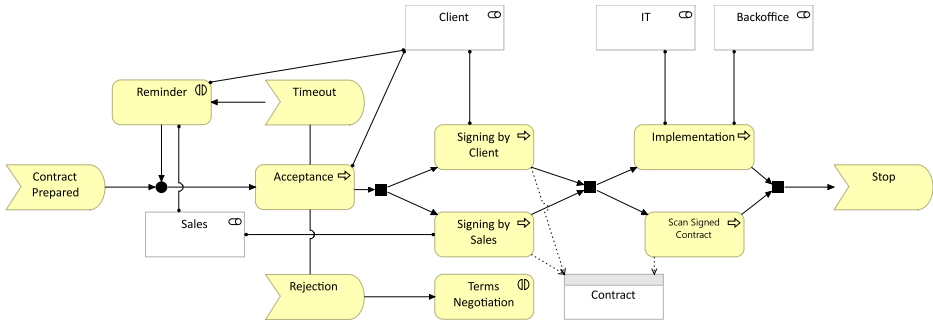 Client
IT
Backoffice
Reminder
Timeout
Signing by
Client
Implementation
Contract
Prepared
Acceptance
Stop
Sales
Signing by
Sales
Scan Signed
Contract
Rejection
Terms
Negotiation
Contract